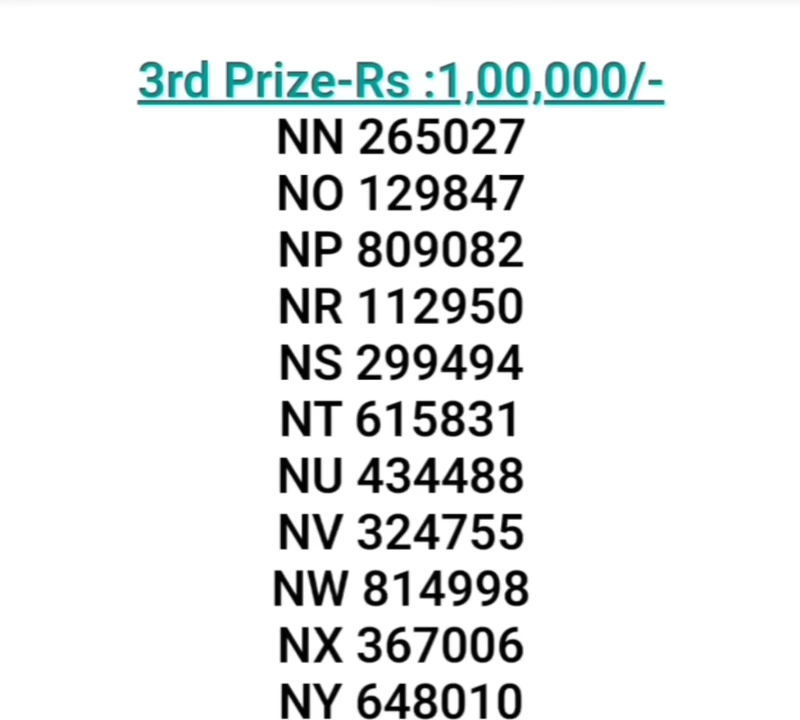 3rd Prize-Rs :1,00,000/-
NN 265027
NO 129847
NP 809082
NR 112950
NS 299494
NT 615831
NU 434488
NV 324755
NW 814998
NX 367006
NY 648010